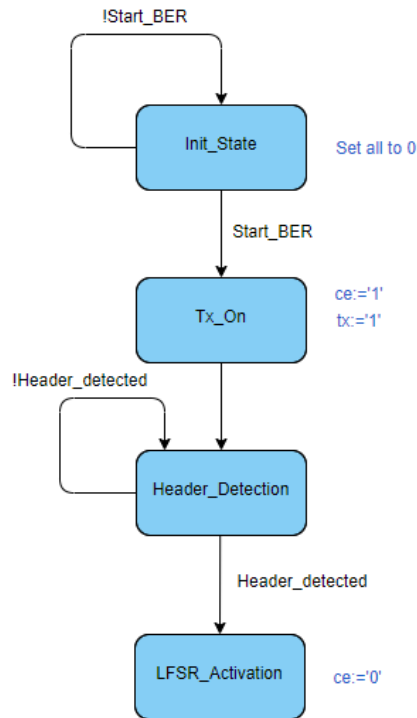 !Start_BER
Init_State
Set all to 0
Start_BER
Tx_On
ce:='1'
tx:='1'
!Header_detected
Header_Detection
Header_detected
LFSR_Activation
ce:='0'